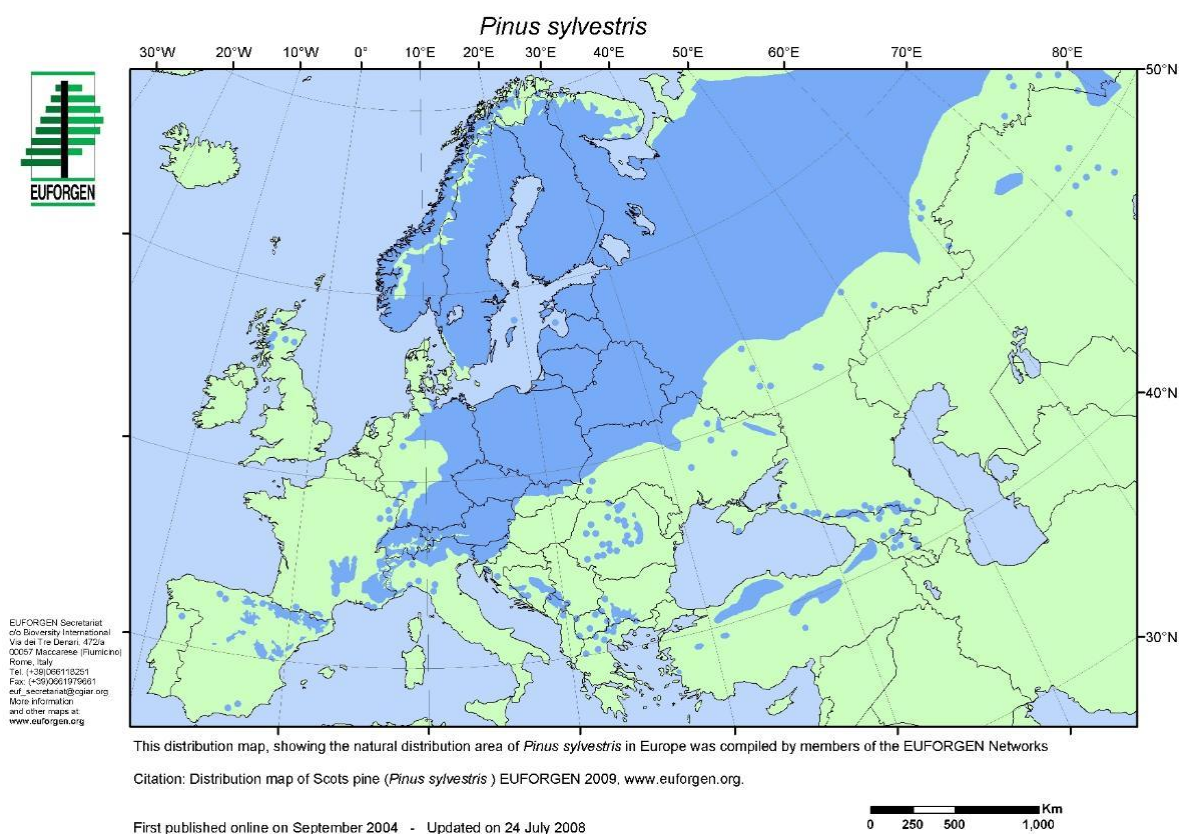 Pinus sylvestris
30°W 20°W 10°W 0° 10°E 20°E 30°E 40°E 50°E 60°E 70°E 80°E
50°N
EUFORGEN
40°N
30°N
EUFORGEN Secretariat
c/o Bioversity International
Via dei Tre Denari, 472/a
00057 Maccarese (Fiumicino)
Rome, Italy
Tel. (+39)066118251
Fax: (+39)0661979661
euf_secretariat@cgiar.org
More information
and other maps at:
www.euforgen.org
This distribution map, showing the natural distribution area of Pinus sylvestris in Europe was compiled by members of the EUFORGEN Networks
Citation: Distribution map of Scots pine (Pinus sylvestris ) EUFORGEN 2009, www.euforgen.org.
First published online on September 2004 - Updated on 24 July 2008
Km
0 250 500 1,000